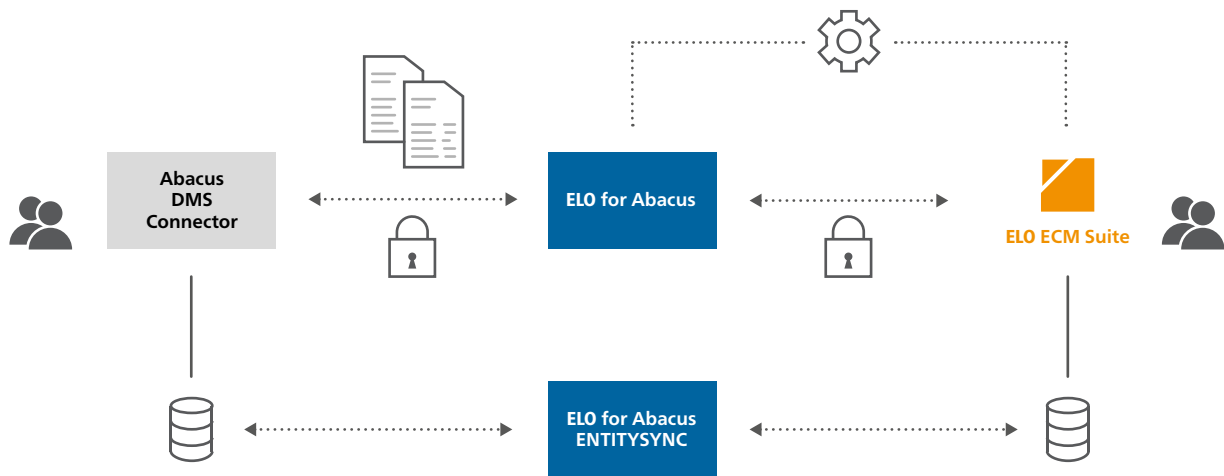 Abacus
DMS
Connector
ELO for Abacus
ELO ECM Suite
ELO for Abacus
ENTITYSYNC